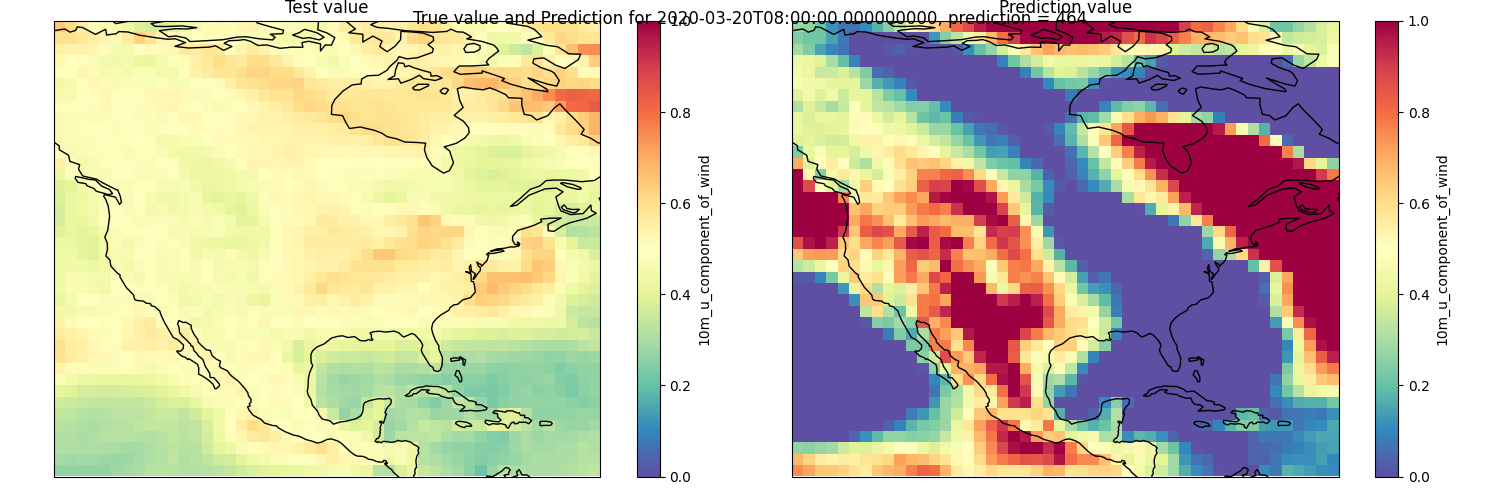 Test value
Prediction value
True value and Prediction for 2020-03-20T08:00:00.000000000, prediction = 464
1.0
0.8
0.6
0.4
0.2
0.0
10m_u_component_of_wind
1.0
0.8
0.6
0.4
0.2
0.0
10m_u_component_of_wind